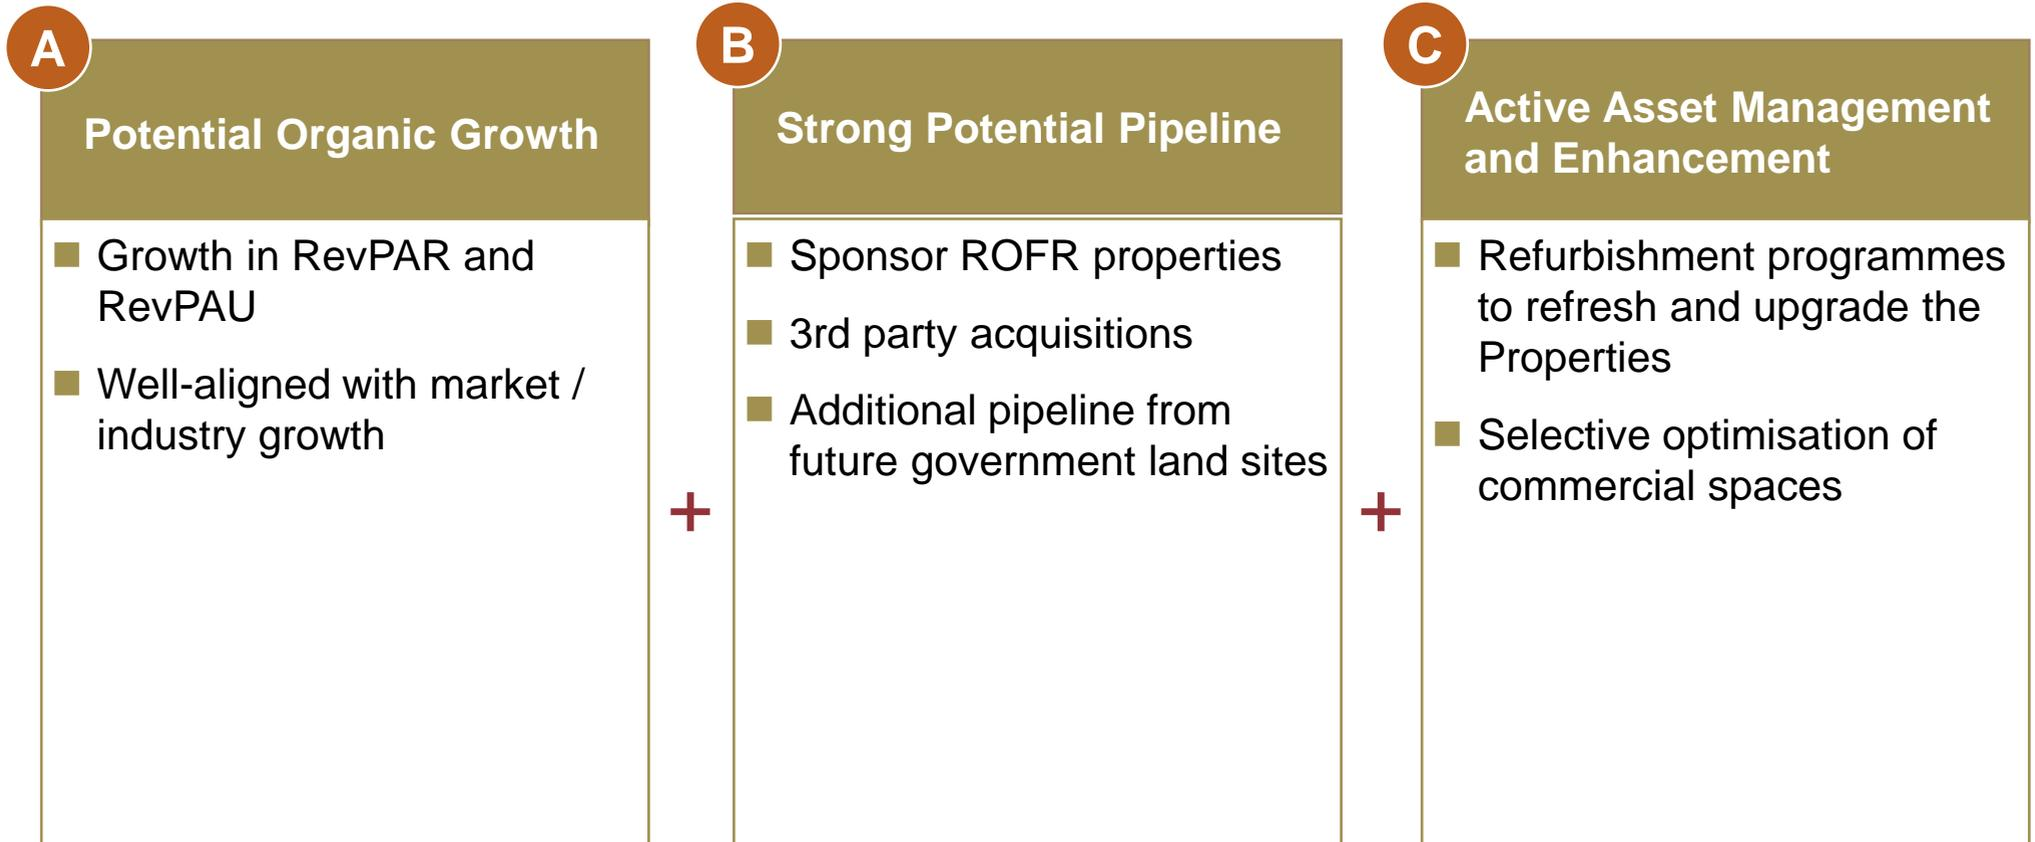 A
Potential Organic Growth
Growth in RevPAR and
RevPAU
Well-aligned with market /
industry growth
+
B
Strong Potential Pipeline
Sponsor ROFR properties
3rd party acquisitions
Additional pipeline from
future government land sites
+
C
Active Asset Management
and Enhancement
Refurbishment programmes
to refresh and upgrade the
Properties
Selective optimisation of
commercial spaces